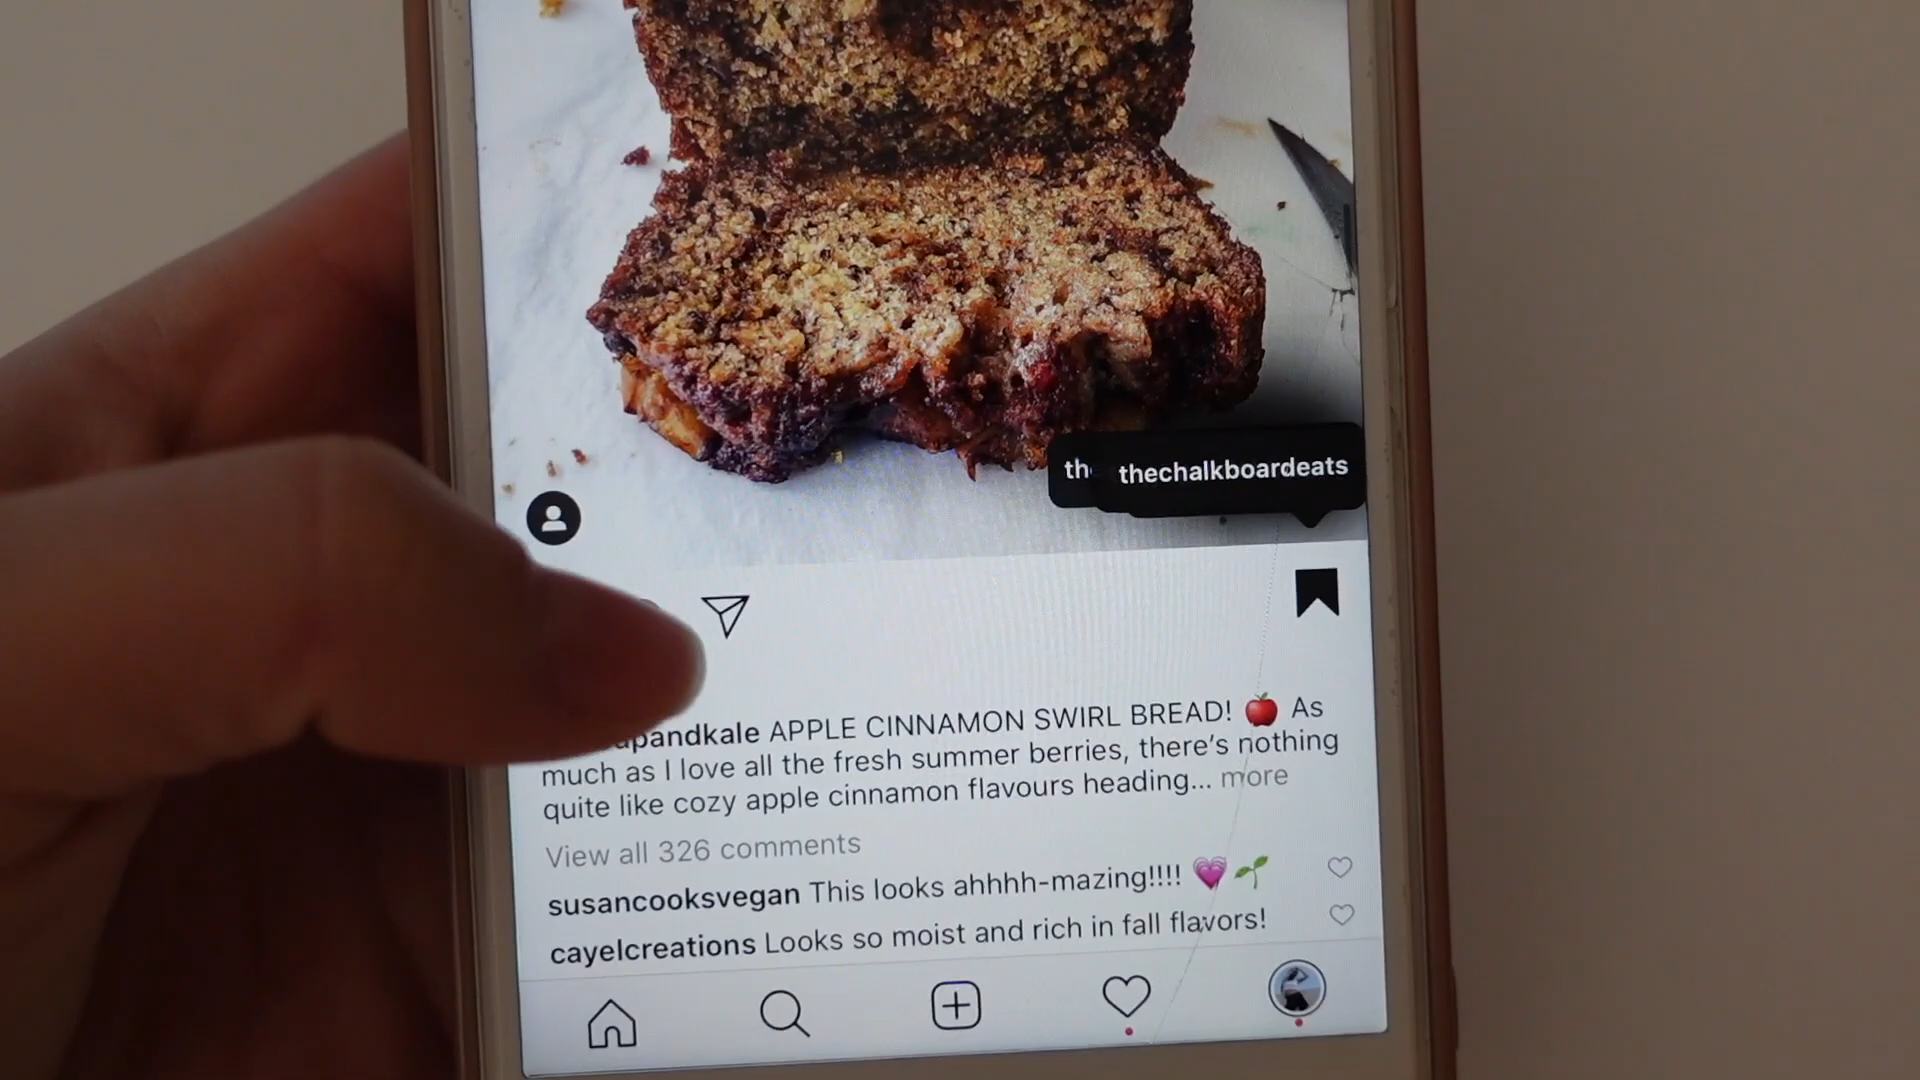 thechalkboardeats
APPLE CINNAMON SWIRL BREAD! 🍎 As
much as I love all the fresh summer berries, there's nothing
quite like cozy apple cinnamon flavours heading... more
View all 326 comments
susancooksvegan This looks ahhhh-mazing!!!! 💗🌱
cayelcreations Looks so moist and rich in fall flavors!